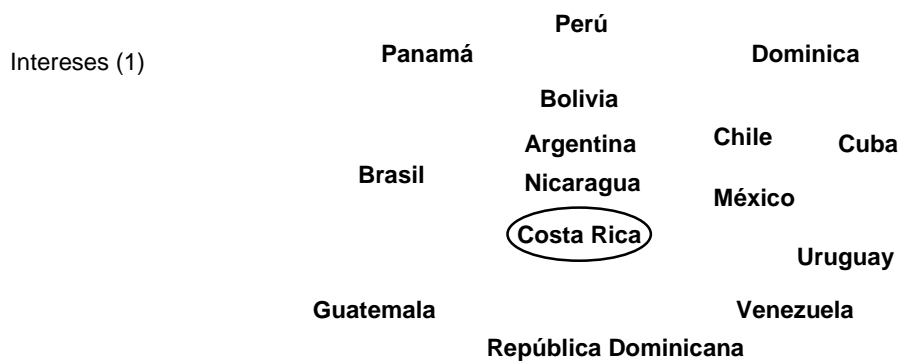 Perú
Panamá
Dominica
Intereses (1)
Bolivia
Argentina
Chile
Cuba
Brasil
Nicaragua
México
Costa Rica
Uruguay
Guatemala
Venezuela
República Dominicana